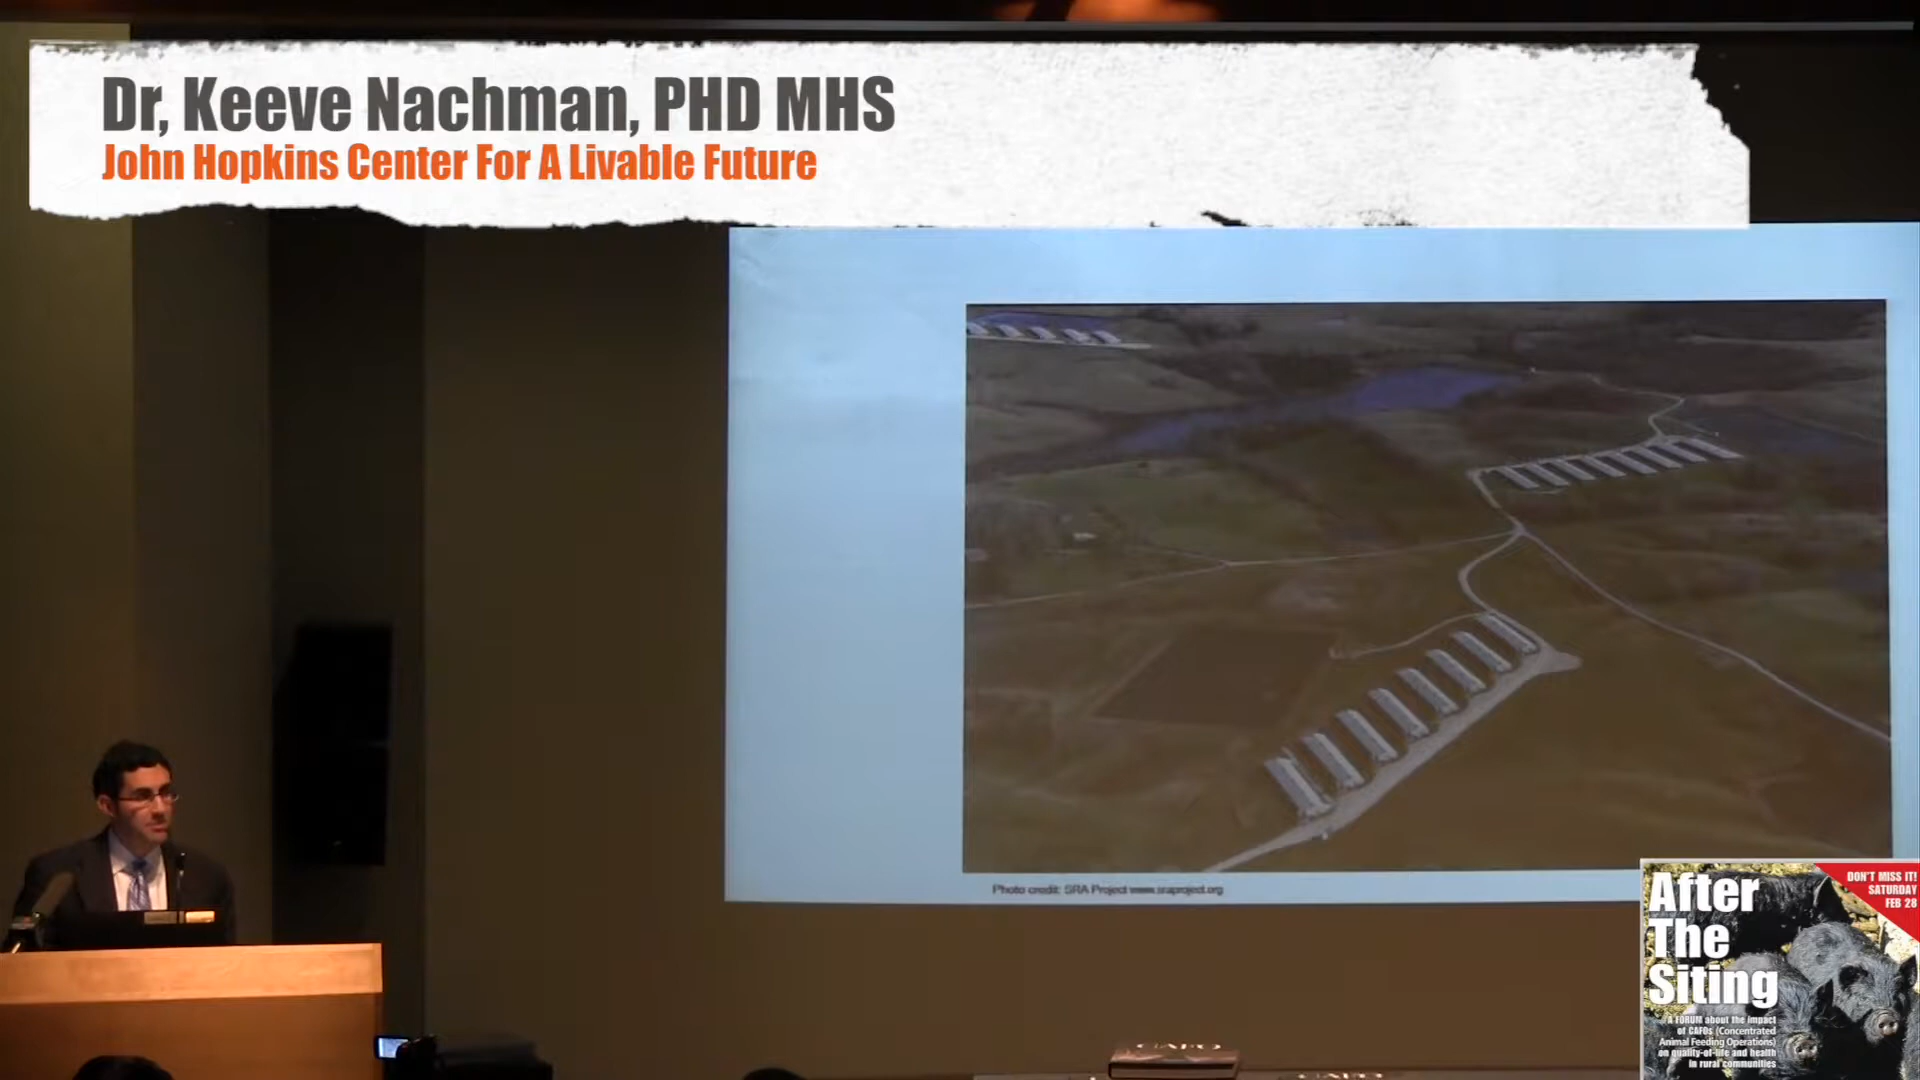 Dr, Keeve Nachman, PHD MHS
John Hopkins Center For A Livable Future
Photo credit: SRA Project www.sraproject.org
After
The
Siting
DON'T MISS IT!
SATURDAY
FEB 28
A FORUM about the impact
of CAFOs (Concentrated
Animal Feeding Operations)
on quality-of-life and health
in rural communities
CAFO
CAFO